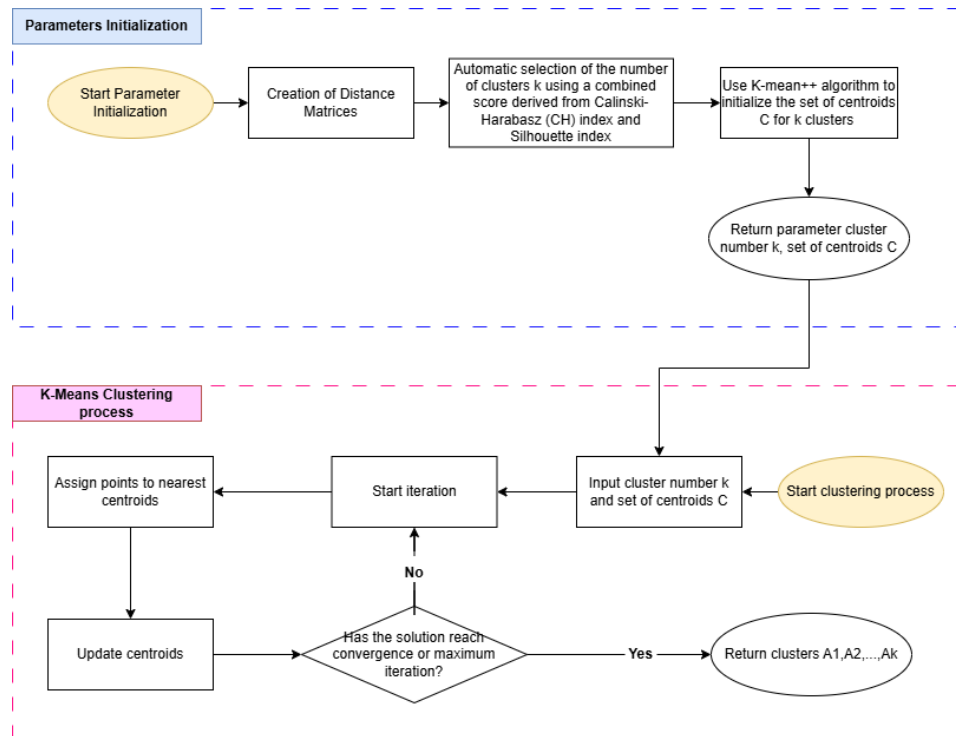 Parameters Initialization
Start Parameter
Initialization
Creation of Distance
Matrices
Automatic selection of the number
of clusters k using a combined
score derived from Calinski-
Harabasz (CH) index and
Silhouette index
Use K-mean++ algorithm to
initialize the set of centroids
C for k clusters
Return parameter cluster
number k, set of centroids C
K-Means Clustering
process
Assign points to nearest
centroids
Start iteration
Input cluster number k
and set of centroids C
Start clustering process
No
Update centroids
Has the solution reach
convergence or maximum
iteration?
Yes
Return clusters A1,A2,...,Ak